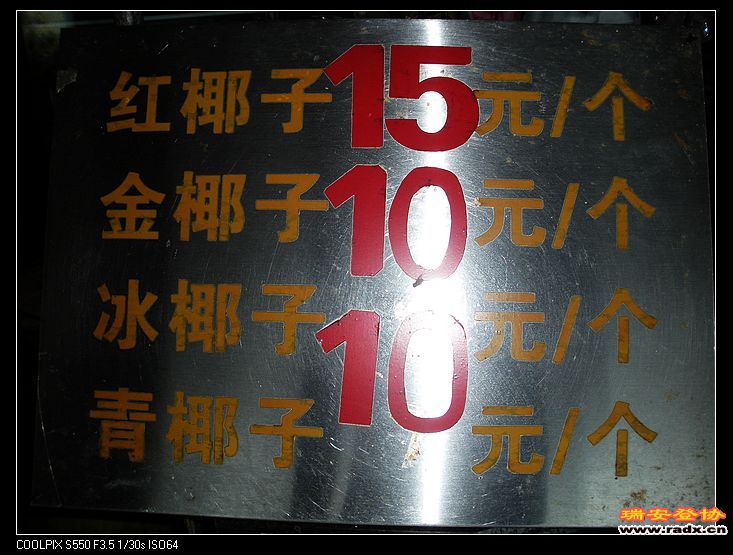 红椰子15元/个
金椰子10元/个
冰椰子10元/个
青椰子 元/个
瑞安登协
www.radx.cn
COOLPIX S550 F3.5 1/30s ISO64